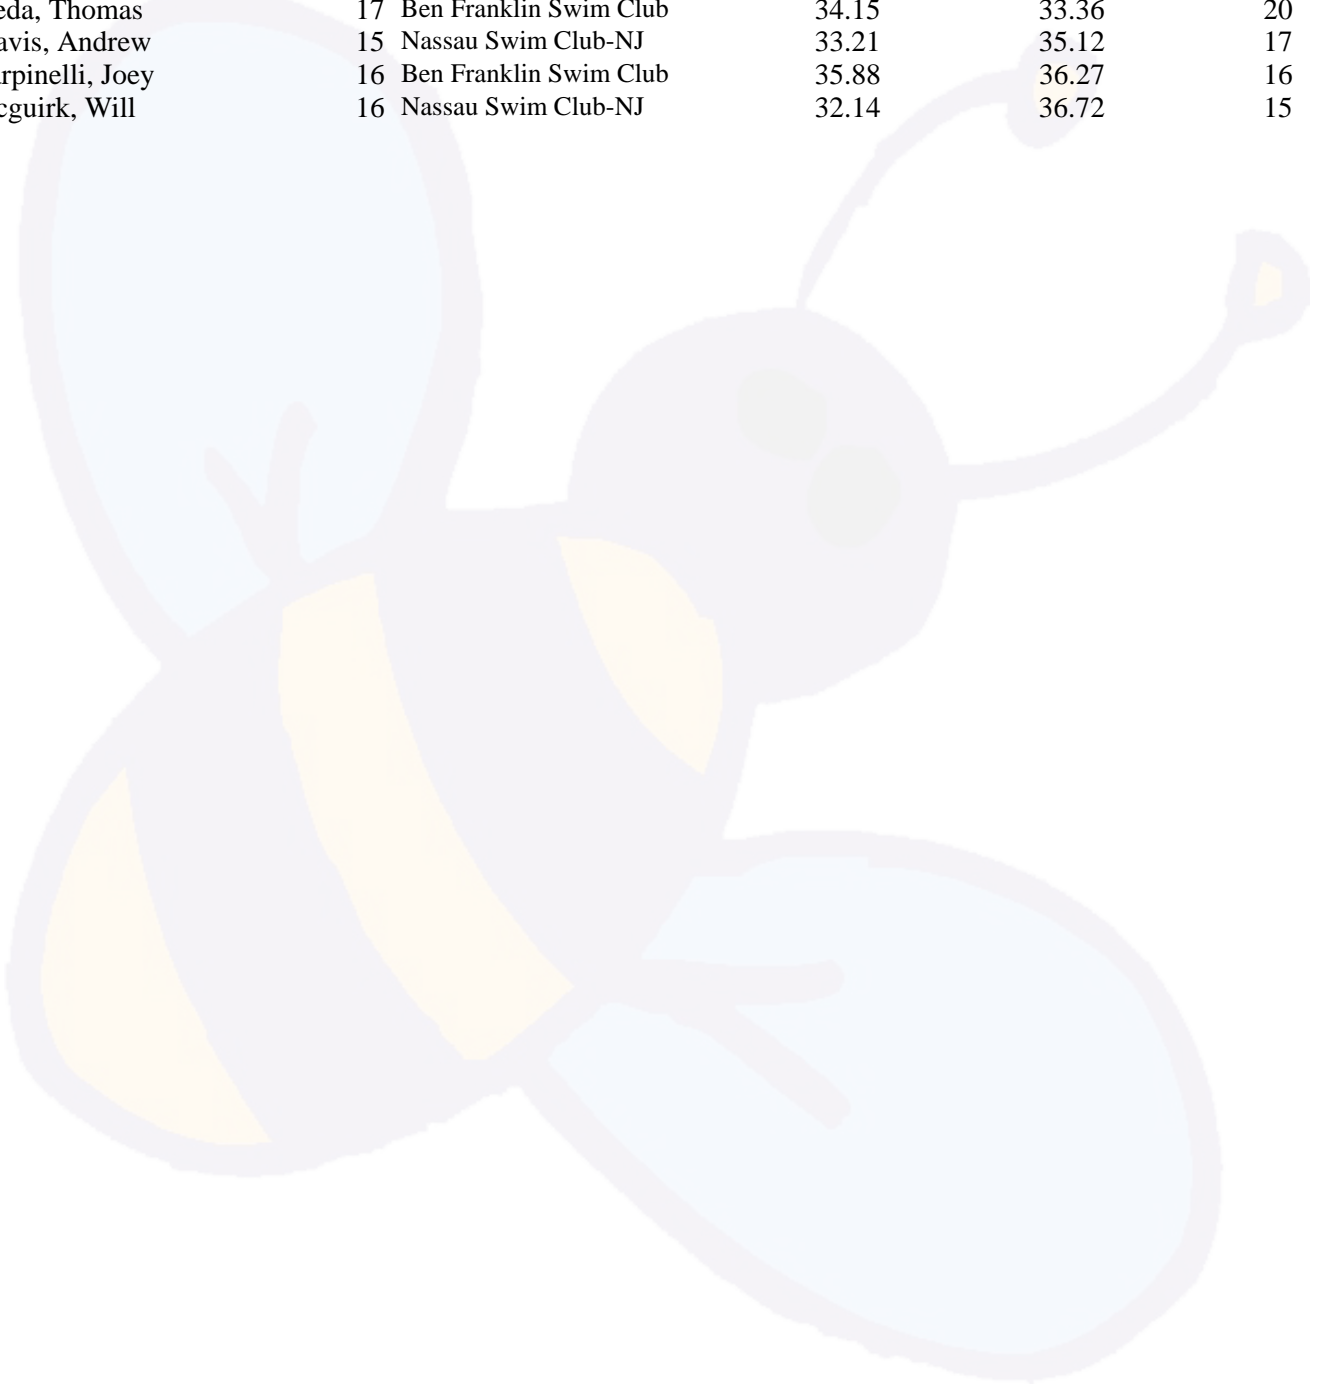 eda, Thomas 17 Ben Franklin Swim Club 34.15 33.36 20
avis, Andrew 15 Nassau Swim Club-NJ 33.21 35.12 17
rpinelli, Joey 16 Ben Franklin Swim Club 35.88 36.27 16
cguirk, Will 16 Nassau Swim Club-NJ 32.14 36.72 15